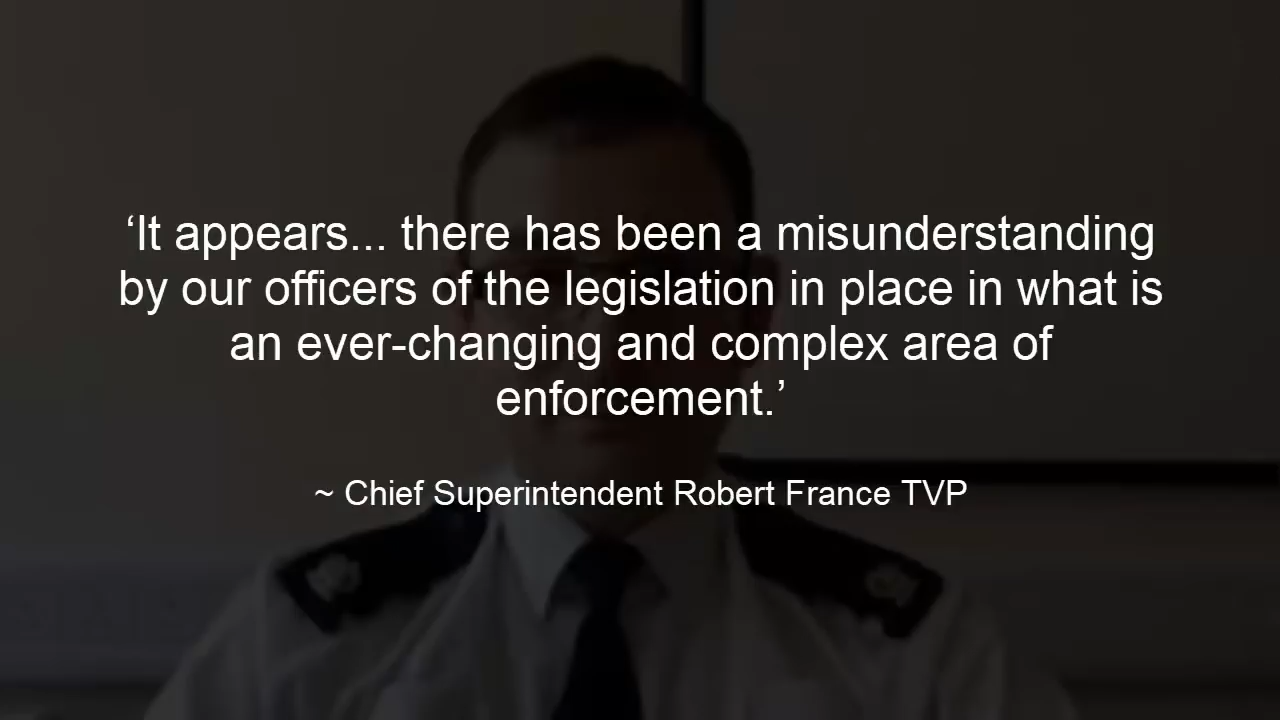 ‘It appears... there has been a misunderstanding
by our officers of the legislation in place in what is
an ever-changing and complex area of
enforcement.’
~ Chief Superintendent Robert France TVP